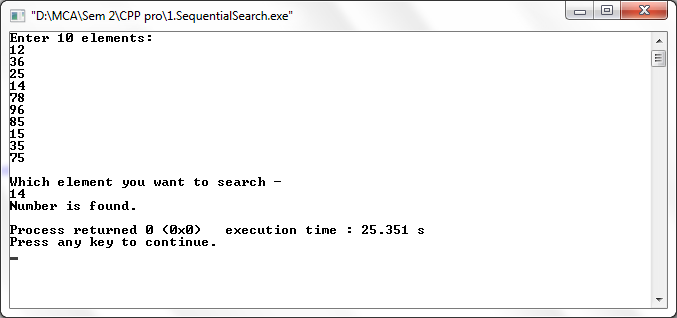 "D:\MCA\Sem 2\CPP pro\1.SequentialSearch.exe"
Enter 10 elements:
12
36
25
14
78
96
85
15
35
75
Which element you want to search -
14
Number is found.
Process returned 0 (0x0)   execution time : 25.351 s
Press any key to continue.